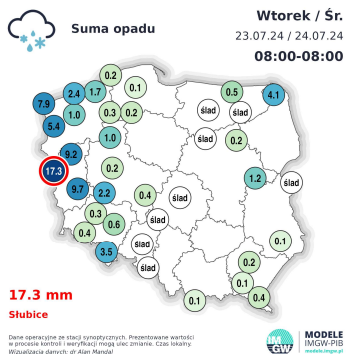 Suma opadu
Wtorek / Śr.
23.07.24 / 24.07.24
08:00-08:00
0.2
0.1
2.4
1.7
0.5
4.1
7.9
1.0
0.3
0.2
ślad
ślad
5.4
1.0
ślad
0.2
9.2
17.3
0.2
1.2
ślad
9.7
2.2
0.4
ślad
0.3
0.6
ślad
0.4
3.5
ślad
0.1
ślad
0.2
0.1
0.1
0.4
17.3 mm
Słubice
Dane operacyjne ze stacji synoptycznych. Prezentowane wartości
w procesie kontroli i weryfikacji mogą ulec zmianie. Czas lokalny.
Wizualizacja danych: dr Alan Mandal
IM
GW
MODELE
IMGW-PIB
modele.imgw.pl